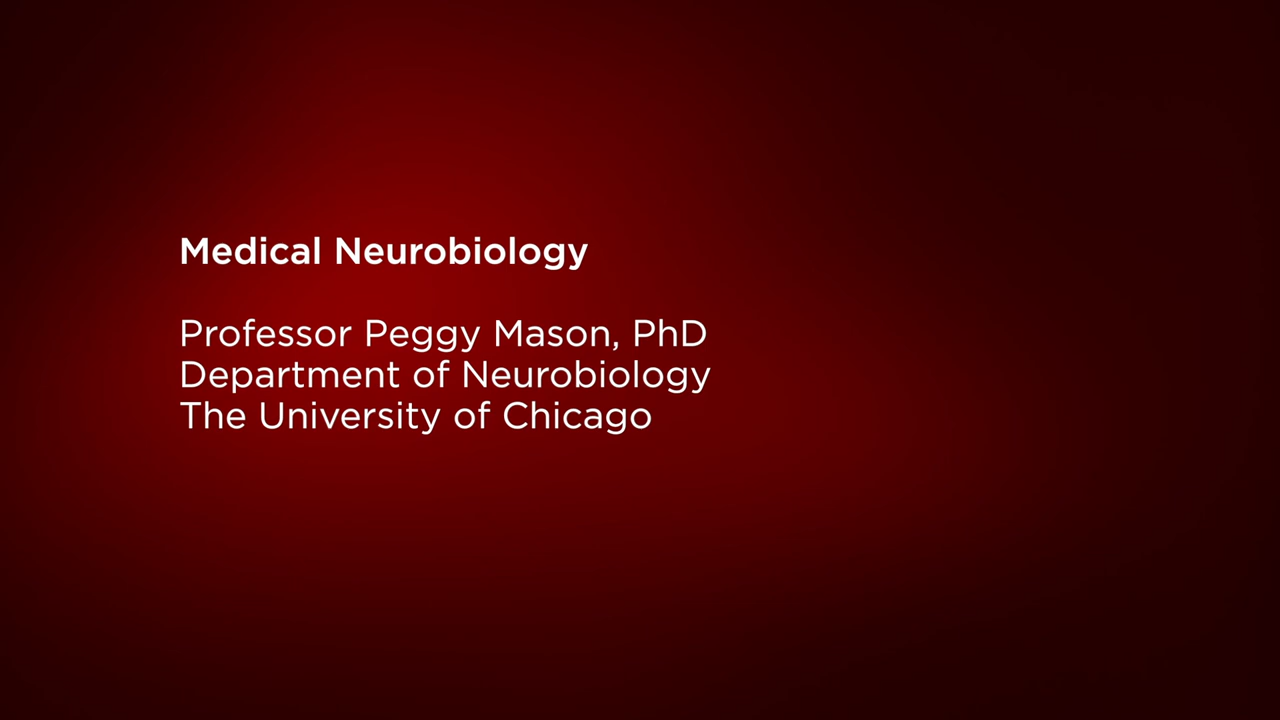 Medical Neurobiology
Professor Peggy Mason, PhD
Department of Neurobiology
The University of Chicago